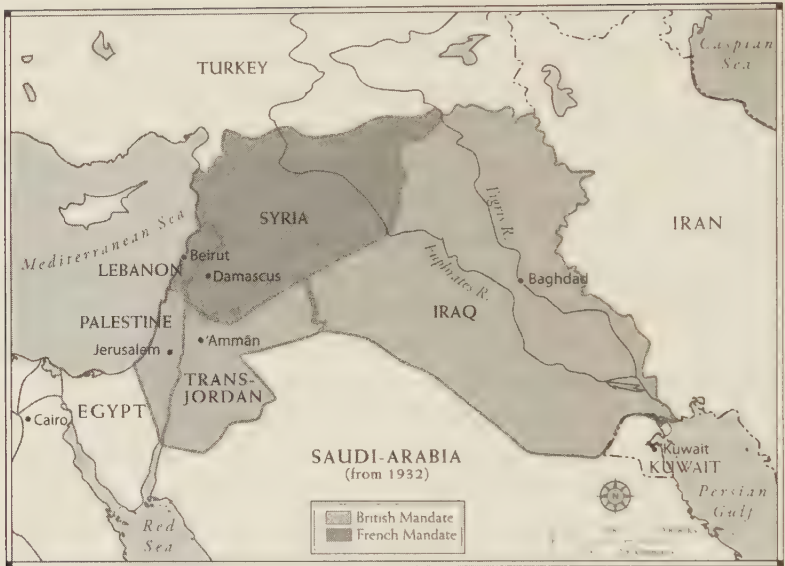 Caspian
Sea
TURKEY
Mediterranean Sea
SYRIA
Tigris R.
IRAN
Beirut
LEBANON
Damascus
Euphrates R.
Baghdad
IRAQ
PALESTINE
Jerusalem
'Ammān
TRANS-
JORDAN
EGYPT
Cairo
SAUDI-ARABIA
(from 1932)
Kuwait
KUWAIT
Persian
Gulf
N
Red
Sea
British Mandate
French Mandate